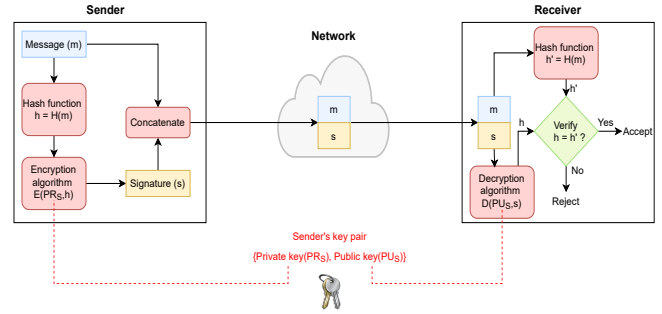 Sender
Message (m)
Hash function
h = H(m)
Concatenate
Encryption
algorithm
E(PRS,h)
Signature (s)
Network
m
s
Receiver
Hash function
h' = H(m)
h'
m
s
h
Verify
h = h' ?
Yes
Accept
No
Reject
Decryption
algorithm
D(PUS,s)
Sender's key pair
{Private key(PRS), Public key(PUS)}